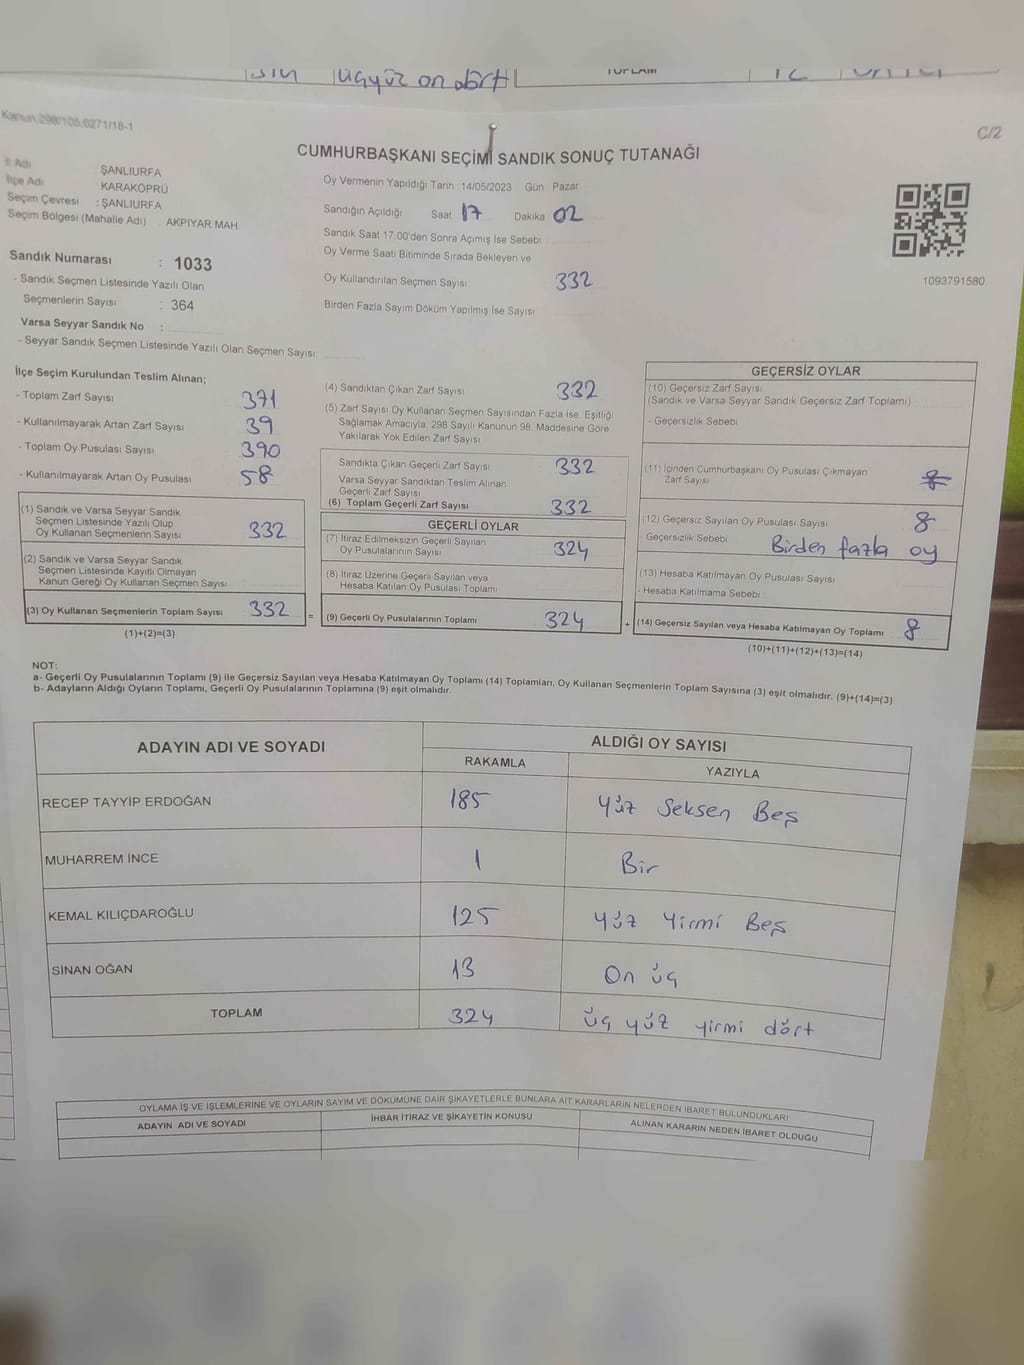 üçyüz on dört
TOPLAM
Kanun:298/105;6271/18-1
C/2
CUMHURBAŞKANI SEÇİMİ SANDIK SONUÇ TUTANAĞI
İl Adı : ŞANLIURFA
İlçe Adı : KARAKÖPRÜ
Seçim Çevresi : ŞANLIURFA
Seçim Bölgesi (Mahalle Adı) . AKPIYAR MAH.
Sandık Numarası : 1033
- Sandık Seçmen Listesinde Yazılı Olan
Seçmenlerin Sayısı : 364
Varsa Seyyar Sandık No :
- Seyyar Sandık Seçmen Listesinde Yazılı Olan Seçmen Sayısı:
Oy Vermenin Yapıldığı Tarih :14/05/2023 Gün : Pazar
Sandığın Açıldığı Saat 17 Dakika 02
Sandık Saat 17:00'den Sonra Açımış İse Sebebi
Oy Verme Saati Bitiminde Sırada Bekleyen ve
Oy Kullandırılan Seçmen Sayısı 332
Birden Fazla Sayım Döküm Yapılmış İse Sayısı
1093791580
İlçe Seçim Kurulundan Teslim Alınan;
- Toplam Zarf Sayısı 371
- Kullanılmayarak Artan Zarf Sayısı 39
- Toplam Oy Pusulası Sayısı 390
- Kullanılmayarak Artan Oy Pusulası 58
(1) Sandık ve Varsa Seyyar Sandık
Seçmen Listesinde Yazılı Olup
Oy Kullanan Seçmenlerin Sayısı 332
(2) Sandık ve Varsa Seyyar Sandık
Seçmen Listesinde Kayıtlı Olmayan
Kanun Gereği Oy Kullanan Seçmen Sayısı
(3) Oy Kullanan Seçmenlerin Toplam Sayısı 332 =
(1)+(2)=(3)
(4) Sandıktan Çıkan Zarf Sayısı 332
(5) Zarf Sayısı Oy Kullanan Seçmen Sayısından Fazla İse, Eşitliği
Sağlamak Amacıyla; 298 Sayılı Kanunun 98. Maddesine Göre
Yakılarak Yok Edilen Zarf Sayısı
Sandıkta Çıkan Geçerli Zarf Sayısı 332
Varsa Seyyar Sandıktan Teslim Alınan
Geçerli Zarf Sayısı
(6) Toplam Geçerli Zarf Sayısı 332
GEÇERLİ OYLAR
(7) İtiraz Edilmeksizin Geçerli Sayılan
Oy Pusulalarının Sayısı 324
(8) İtiraz Üzerine Geçerli Sayılan veya
Hesaba Katılan Oy Pusulası Toplamı
(9) Geçerli Oy Pusulalarının Toplamı 324 +
GEÇERSİZ OYLAR
(10) Geçersiz Zarf Sayısı
(Sandık ve Varsa Seyyar Sandık Geçersiz Zarf Toplamı)
- Geçersizlik Sebebi
(11) İçinden Cumhurbaşkanı Oy Pusulası Çıkmayan
Zarf Sayısı
(12) Geçersiz Sayılan Oy Pusulası Sayısı 8
- Geçersizlik Sebebi Birden fazla oy
(13) Hesaba Katılmayan Oy Pusulası Sayısı
- Hesaba Katılmama Sebebi
(14) Geçersiz Sayılan veya Hesaba Katılmayan Oy Toplamı 8
(10)+(11)+(12)+(13)=(14)
NOT:
a- Geçerli Oy Pusulalarının Toplamı (9) ile Geçersiz Sayılan veya Hesaba Katılmayan Oy Toplamı (14) Toplamları, Oy Kullanan Seçmenlerin Toplam Sayısına (3) eşit olmalıdır. (9)+(14)=(3)
b- Adayların Aldığı Oyların Toplamı, Geçerli Oy Pusulalarının Toplamına (9) eşit olmalıdır.
ADAYIN ADI VE SOYADI ALDIĞI OY SAYISI
RAKAMLA YAZIYLA
RECEP TAYYİP ERDOĞAN 185 Yüz Seksen Beş
MUHARREM İNCE 1 Bir
KEMAL KILIÇDAROĞLU 125 Yüz Yirmi Beş
SİNAN OĞAN 13 On üç
TOPLAM 324 üç yüz yirmi dört
OYLAMA İŞ VE İŞLEMLERİNE VE OYLARIN SAYIM VE DÖKÜMÜNE DAİR ŞİKAYETLERLE BUNLARA AİT KARARLARIN NELERDEN İBARET BULUNDUKLARI
ADAYIN ADI VE SOYADI İHBAR İTİRAZ VE ŞİKAYETİN KONUSU ALINAN KARARIN NEDEN İBARET OLDUĞU